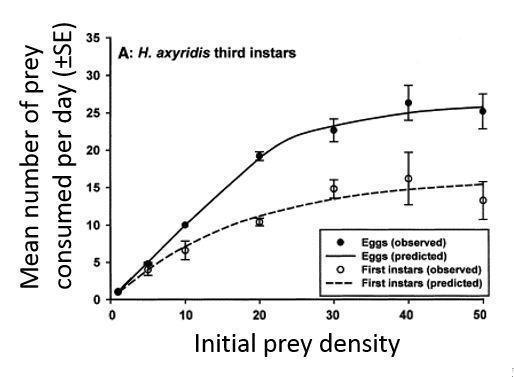 A: H. axyridis third instars
Mean number of prey
consumed per day (±SE)
35
30
25
20
15
10
5
0
0 10 20 30 40 50
Initial prey density
Eggs (observed)
Eggs (predicted)
First instars (observed)
First instars (predicted)